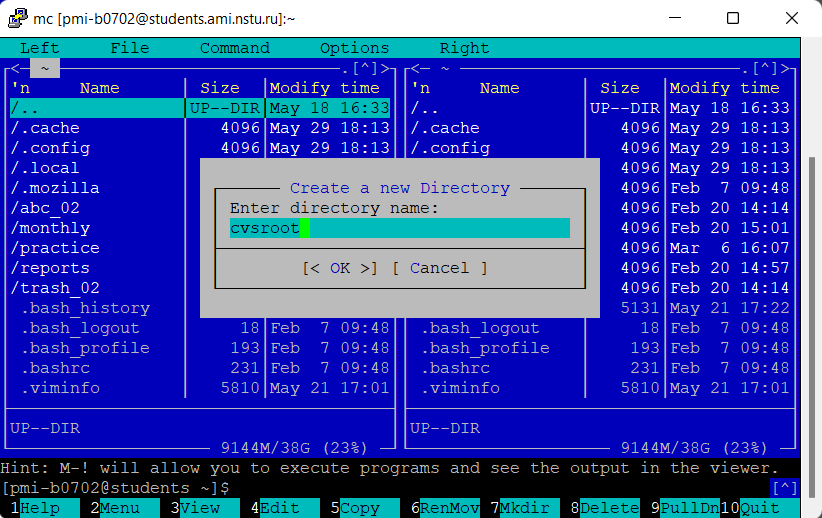 mc [pmi-b0702@students.ami.nstu.ru]:~
Left File Command Options Right
<─ ~ .[^]> <─ ~ .[^]>
'n Name Size Modify time 'n Name Size Modify time
/.. UP--DIR May 18 16:33 /.. UP--DIR May 18 16:33
/.cache 4096 May 29 18:13 /.cache 4096 May 29 18:13
/.config 4096 May 29 18:13 /.config 4096 May 29 18:13
/.local 4096 May 29 18:13
/.mozilla Create a new Directory 4096 Feb 7 09:48
/abc_02 Enter directory name: 4096 Feb 20 14:14
/monthly cvsroot 4096 Feb 20 15:01
/practice 4096 Mar 6 16:07
/reports [< OK >] [ Cancel ] 4096 Feb 20 14:57
/trash_02 4096 Feb 20 14:14
.bash_history 5131 May 21 17:22
.bash_logout 18 Feb 7 09:48 .bash_logout 18 Feb 7 09:48
.bash_profile 193 Feb 7 09:48 .bash_profile 193 Feb 7 09:48
.bashrc 231 Feb 7 09:48 .bashrc 231 Feb 7 09:48
.viminfo 5810 May 21 17:01 .viminfo 5810 May 21 17:01
UP--DIR UP--DIR
9144M/38G (23%) 9144M/38G (23%)
Hint: M-! will allow you to execute programs and see the output in the viewer.
[pmi-b0702@students ~]$ [^]
1Help 2Menu 3View 4Edit 5Copy 6RenMov 7Mkdir 8Delete 9PullDn 10Quit